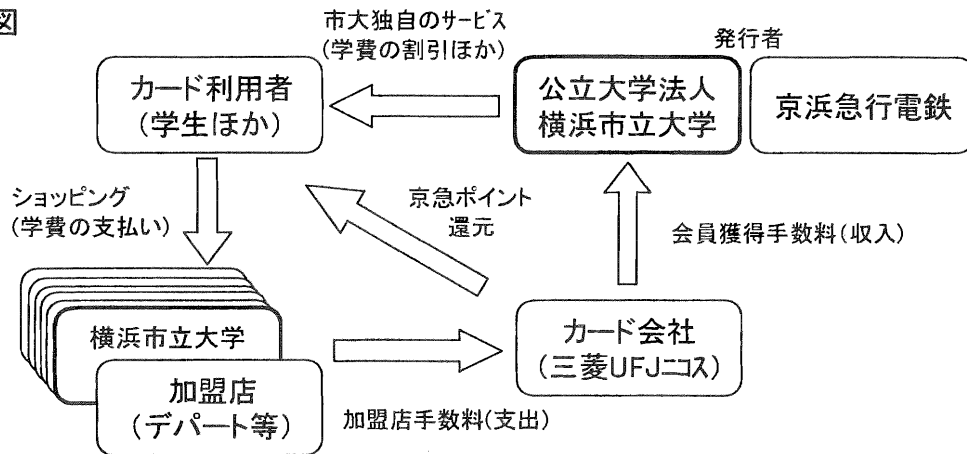 図
市大独自のサービス
(学費の割引ほか)
発行者
カード利用者
(学生ほか)
公立大学法人
横浜市立大学
京浜急行電鉄
ショッピング
(学費の支払い)
京急ポイント
還元
会員獲得手数料(収入)
横浜市立大学
加盟店
(デパート等)
カード会社
(三菱UFJニコス)
加盟店手数料(支出)